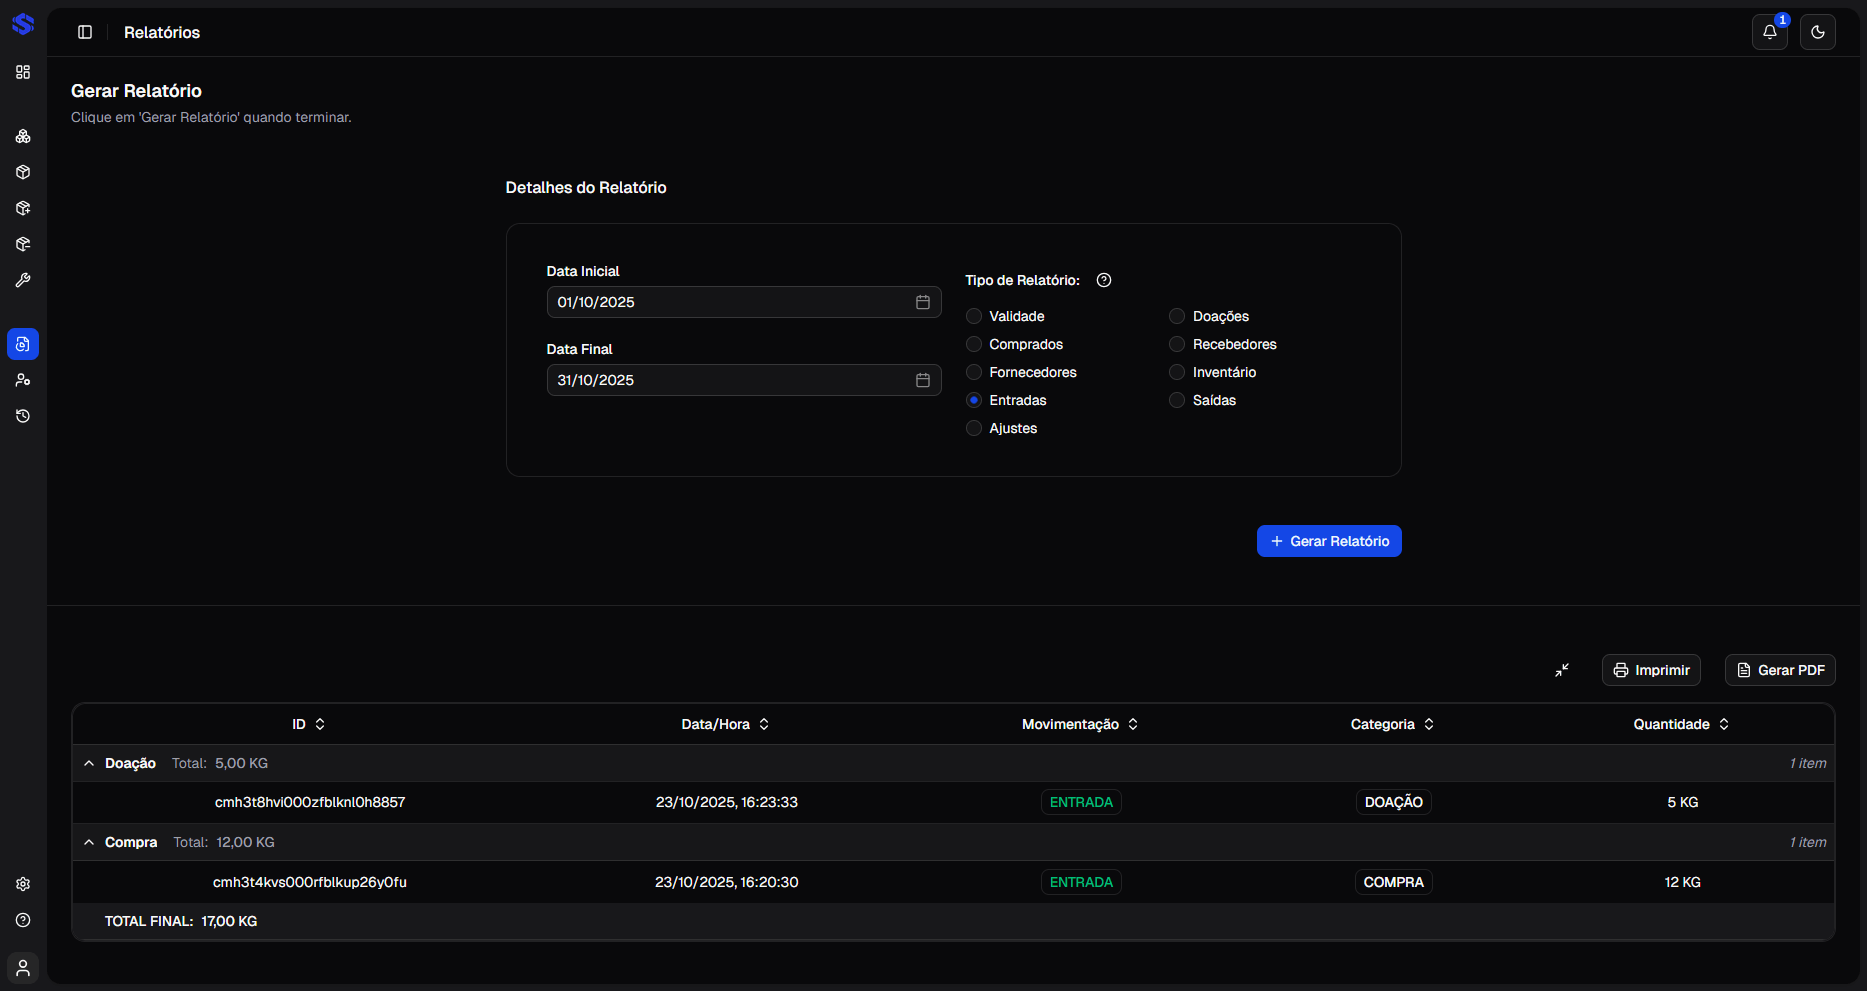 Relatórios
1
Gerar Relatório
Clique em 'Gerar Relatório' quando terminar.
Detalhes do Relatório
Data Inicial
01/10/2025
Data Final
31/10/2025
Tipo de Relatório:
Validade
Doações
Comprados
Recebedores
Fornecedores
Inventário
Entradas
Saídas
Ajustes
Gerar Relatório
Imprimir
Gerar PDF
ID Data/Hora Movimentação Categoria Quantidade
Doação Total: 5,00 KG 1 item
cmh3t8hvi000zfblknl0h8857 23/10/2025, 16:23:33 ENTRADA DOAÇÃO 5 KG
Compra Total: 12,00 KG 1 item
cmh3t4kvs000rfblkup26y0fu 23/10/2025, 16:20:30 ENTRADA COMPRA 12 KG
TOTAL FINAL: 17,00 KG